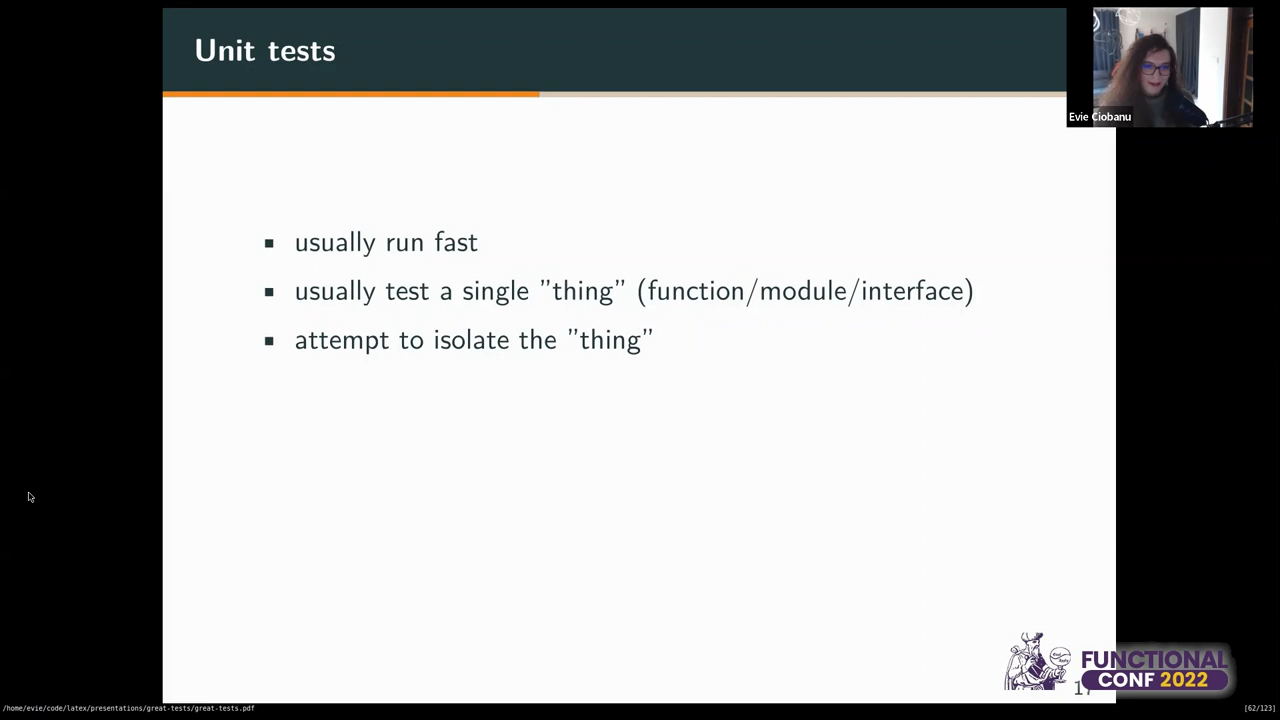 Unit tests
Evie Ciobanu
▪ usually run fast
▪ usually test a single ”thing” (function/module/interface)
▪ attempt to isolate the ”thing”
FUNCTIONAL
CONF 2022
/home/evie/code/latex/presentations/great-tests/great-tests.pdf
[62/123]